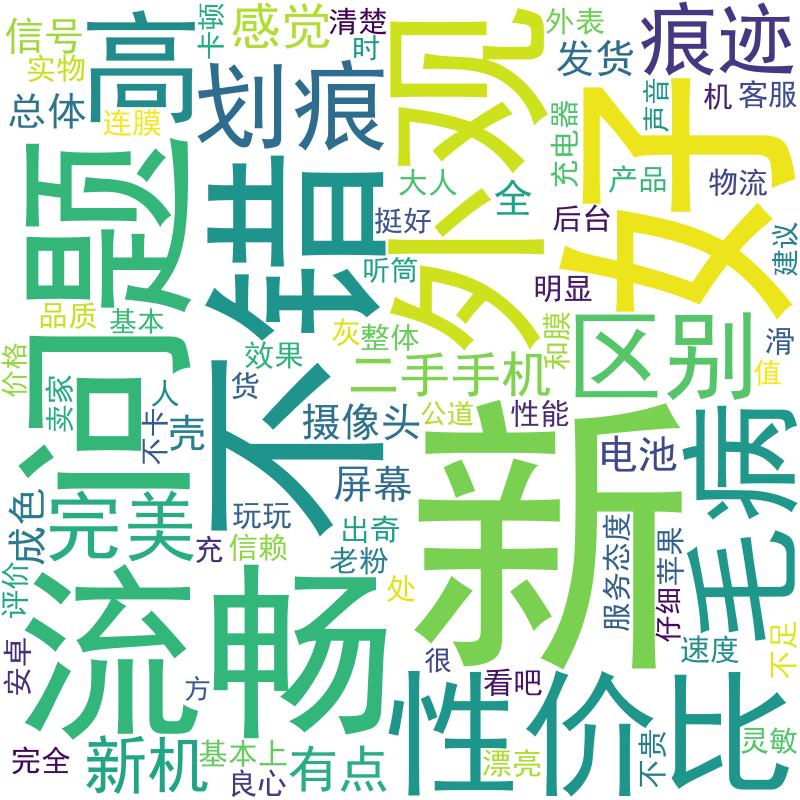 信号
高
卡顿
感觉
清楚
时
外观
外表
发货
痕迹
实物
总体
连膜
划痕
声音
机
客服
好
充电器
产品
物流
大人
全
挺好
后台
问题
不错
听筒
明显
建议
品质
基本
效果
灰
整体
和膜
区别
滑
价格
卖家
人
不卡
壳
货
二手手机
值
摄像头
公道
性能
新
毛病
电池
屏幕
成色
完美
玩玩
出奇
充
信赖
老粉
处
服务态度
仔细
苹果
评价
流畅
安卓
方
很
看吧
速度
不足
性价比
完全
新机
基本上
良心
有点
漂亮
不贵
灵敏